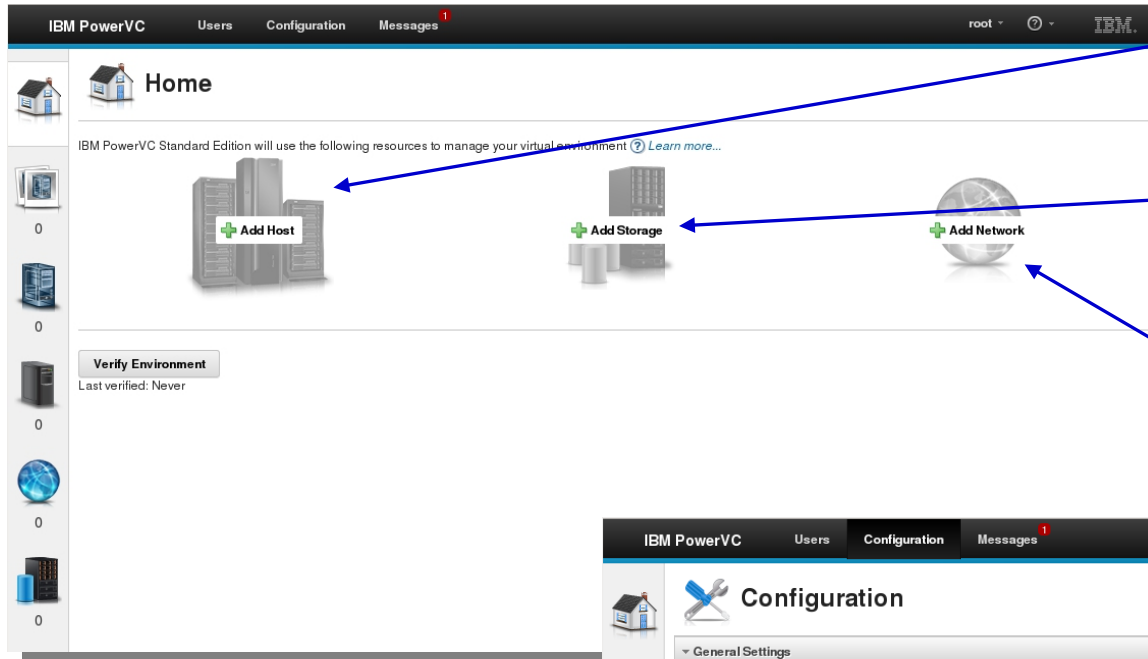 IBM PowerVC Users Configuration Messages 1 root ? IBM.
Home
IBM PowerVC Standard Edition will use the following resources to manage your virtual environment ? Learn more...
Add Host Add Storage Add Network
0
0
Verify Environment
Last verified: Never
0
0
0
IBM PowerVC Users Configuration Messages 1
Configuration
General Settings